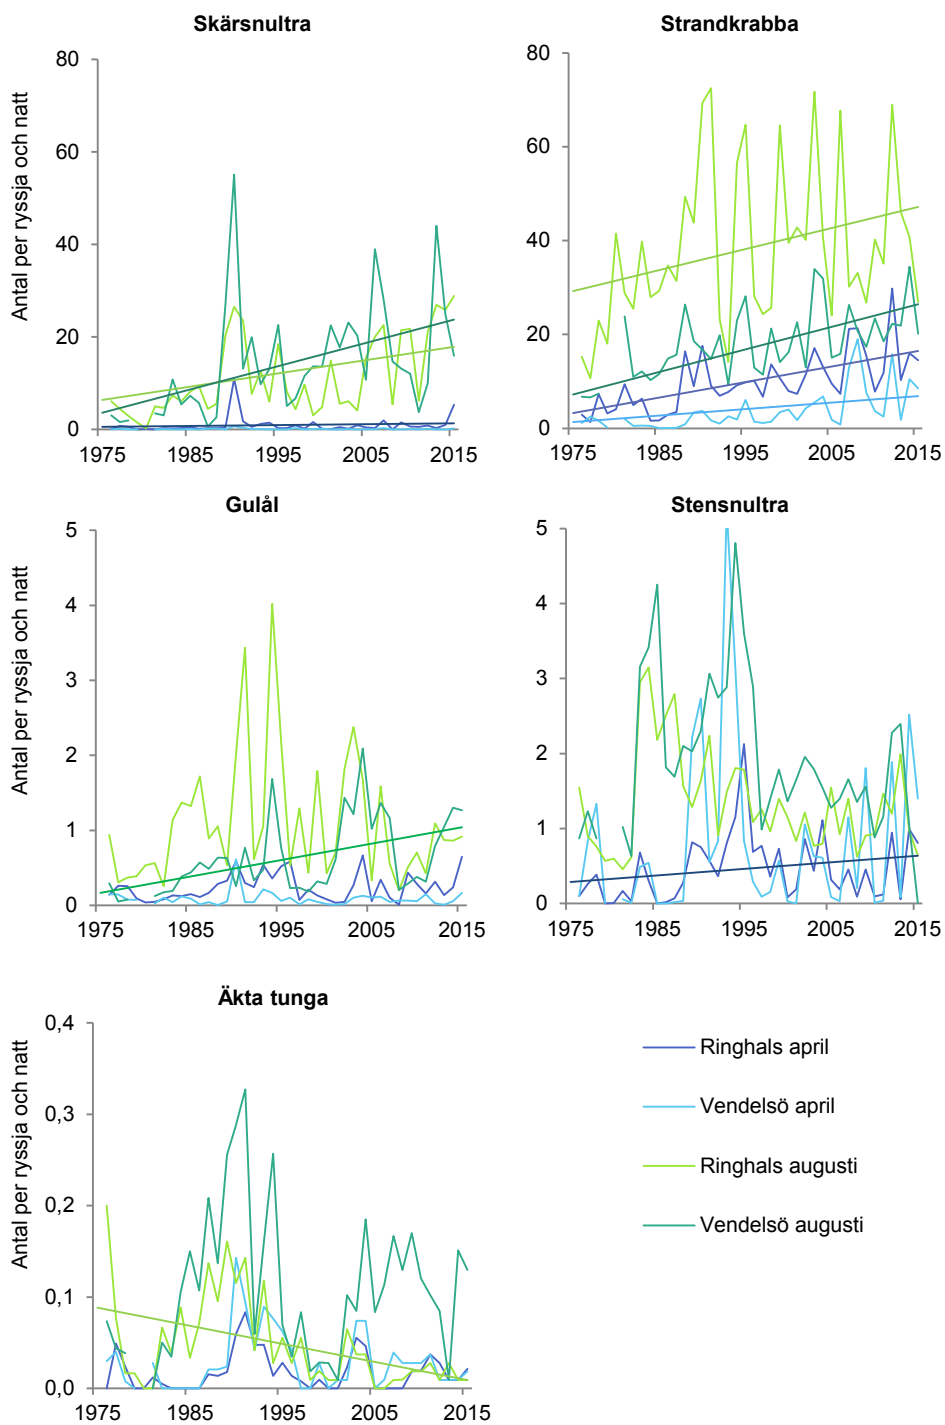 Skärsnultra
Antal per ryssja och natt
80
60
40
20
0
1975 1985 1995 2005 2015
Strandkrabba
80
60
40
20
0
1975 1985 1995 2005 2015
Gulål
Antal per ryssja och natt
5
4
3
2
1
0
1975 1985 1995 2005 2015
Stensnultra
5
4
3
2
1
0
1975 1985 1995 2005 2015
Äkta tunga
Antal per ryssja och natt
0,4
0,3
0,2
0,1
0,0
1975 1985 1995 2005 2015
Ringhals april
Vendelsö april
Ringhals augusti
Vendelsö augusti